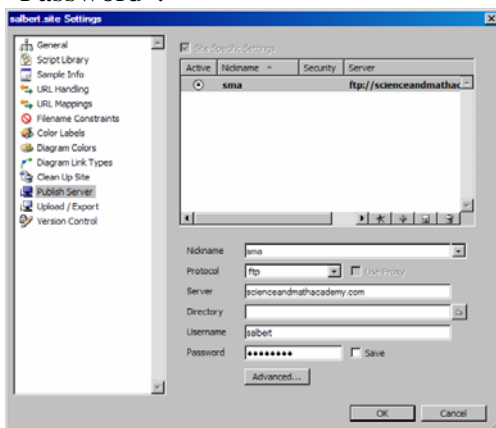 Password .
salbert.site Settings
General
Script Library
Sample Info
URL Handling
URL Mappings
Filename Constraints
Color Labels
Diagram Colors
Diagram Link Types
Clean Up Site
Publish Server
Upload / Export
Version Control
Site Specific Settings
Active Nickname Security Server
sma ftp://scienceandmathac
Nickname sma
Protocol ftp Use Proxy
Server scienceandmathacademy.com
Directory
Username salbert
Password •••••••• Save
Advanced...
OK Cancel